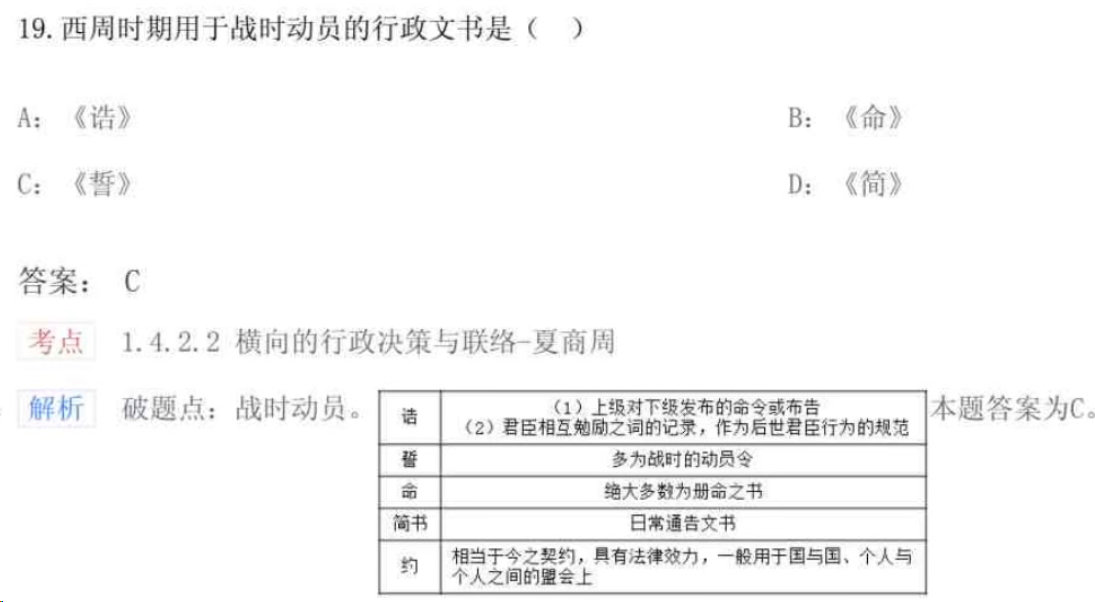 19.西周时期用于战时动员的行政文书是（ ）
A：《诰》
B：《命》
C：《誓》
D：《简》
答案： C
考点 1.4.2.2 横向的行政决策与联络-夏商周
解析 破题点：战时动员。
诰
（1）上级对下级发布的命令或布告
（2）君臣相互勉励之词的记录，作为后世君臣行为的规范
誓 多为战时的动员令
命 绝大多数为册命之书
简书 日常通告文书
约
相当于今之契约，具有法律效力，一般用于国与国、个人与
个人之间的盟会上
本题答案为C。